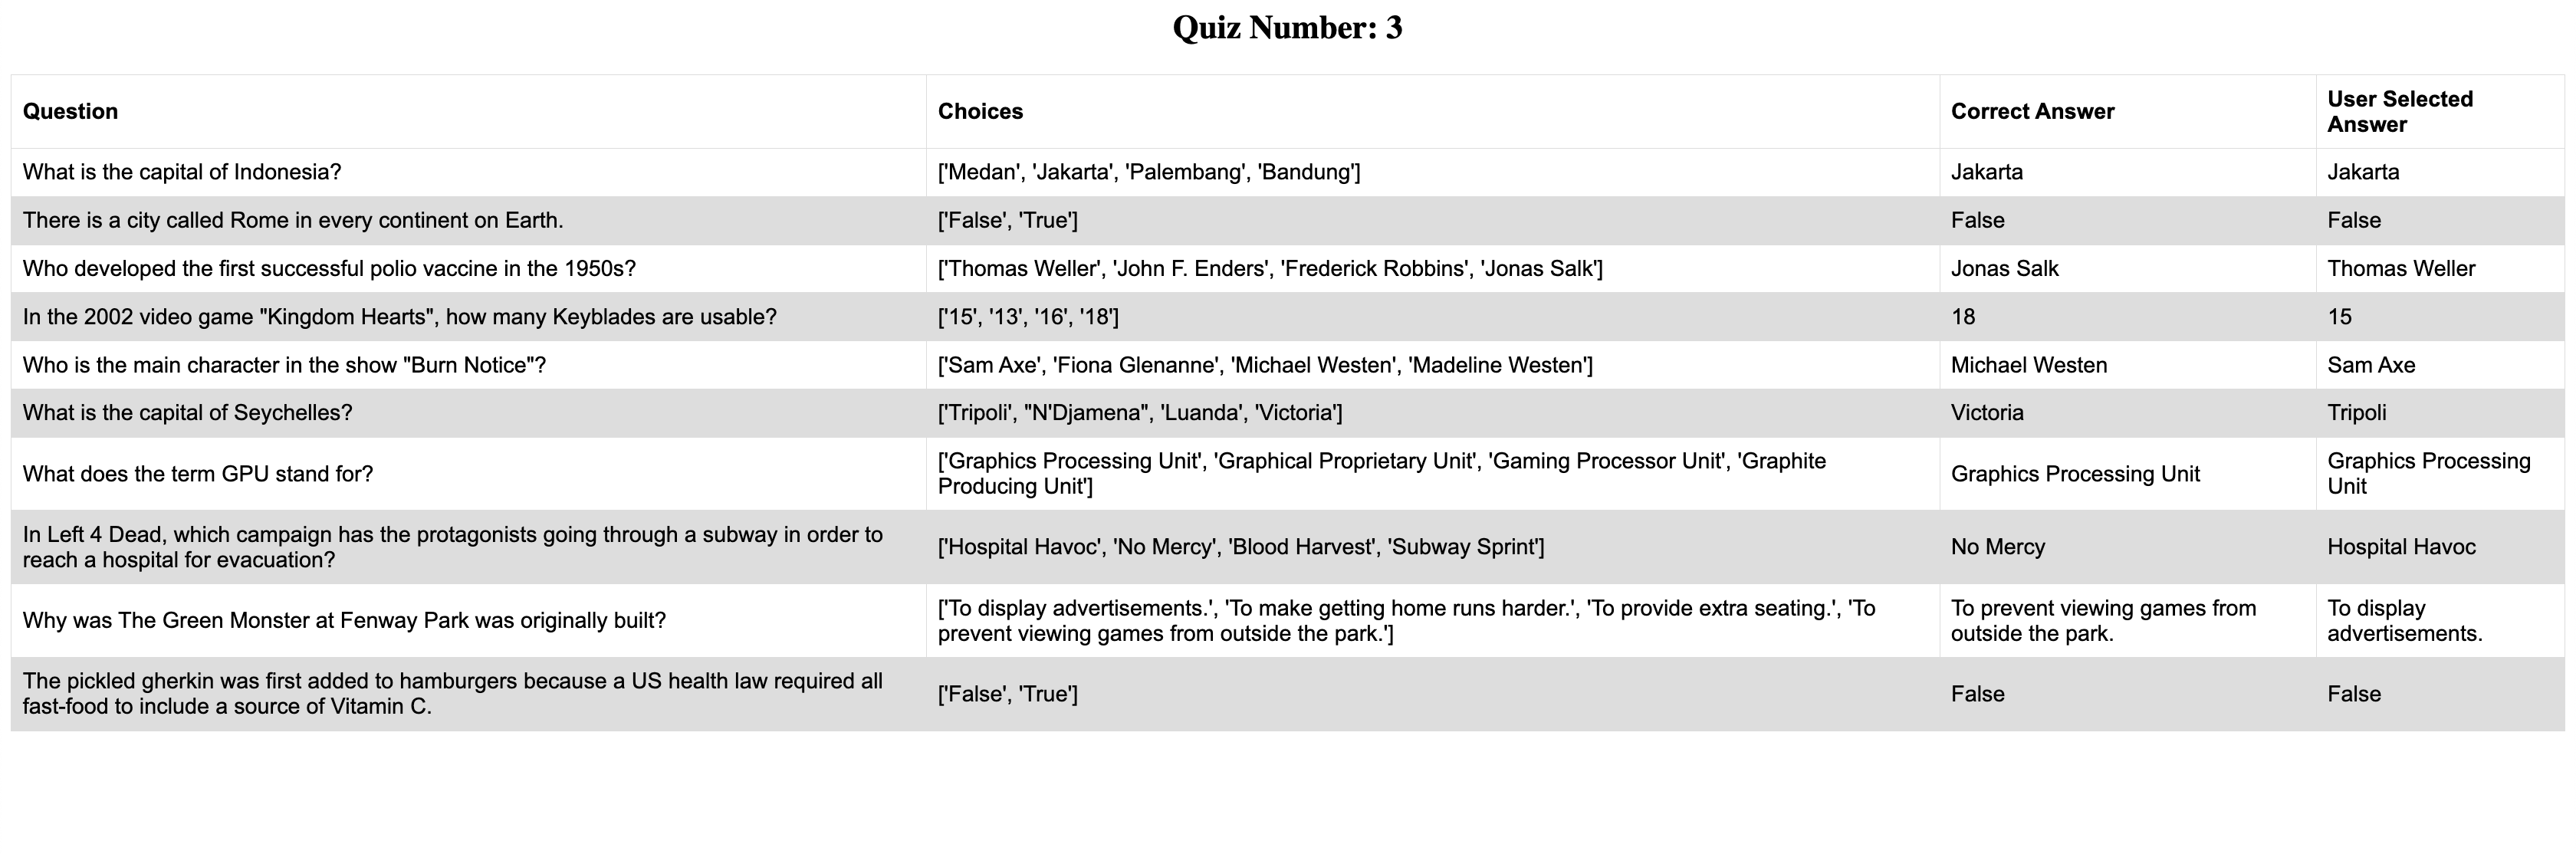 Quiz Number: 3
Question Choices Correct Answer User Selected
Answer
What is the capital of Indonesia? ['Medan', 'Jakarta', 'Palembang', 'Bandung'] Jakarta Jakarta
There is a city called Rome in every continent on Earth. ['False', 'True'] False False
Who developed the first successful polio vaccine in the 1950s? ['Thomas Weller', 'John F. Enders', 'Frederick Robbins', 'Jonas Salk'] Jonas Salk Thomas Weller
In the 2002 video game "Kingdom Hearts", how many Keyblades are usable? ['15', '13', '16', '18'] 18 15
Who is the main character in the show "Burn Notice"? ['Sam Axe', 'Fiona Glenanne', 'Michael Westen', 'Madeline Westen'] Michael Westen Sam Axe
What is the capital of Seychelles? ['Tripoli', "N'Djamena", 'Luanda', 'Victoria'] Victoria Tripoli
What does the term GPU stand for? ['Graphics Processing Unit', 'Graphical Proprietary Unit', 'Gaming Processor Unit', 'Graphite
Producing Unit'] Graphics Processing Unit Graphics Processing
Unit
In Left 4 Dead, which campaign has the protagonists going through a subway in order to
reach a hospital for evacuation? ['Hospital Havoc', 'No Mercy', 'Blood Harvest', 'Subway Sprint'] No Mercy Hospital Havoc
Why was The Green Monster at Fenway Park was originally built? ['To display advertisements.', 'To make getting home runs harder.', 'To provide extra seating.', 'To
prevent viewing games from outside the park.'] To prevent viewing games from
outside the park. To display
advertisements.
The pickled gherkin was first added to hamburgers because a US health law required all
fast-food to include a source of Vitamin C. ['False', 'True'] False False